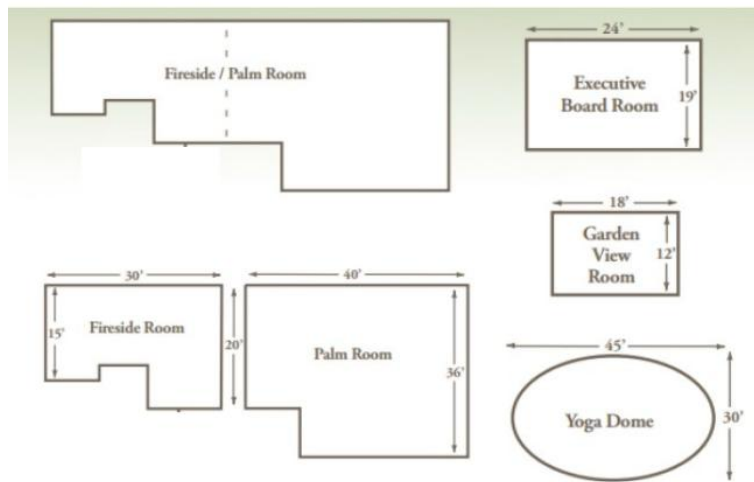 Fireside / Palm Room
24’
Executive
Board Room
19’
18’
Garden
View
Room
12’
30’
15’
Fireside Room
20’
40’
Palm Room
36’
45’
Yoga Dome
30’